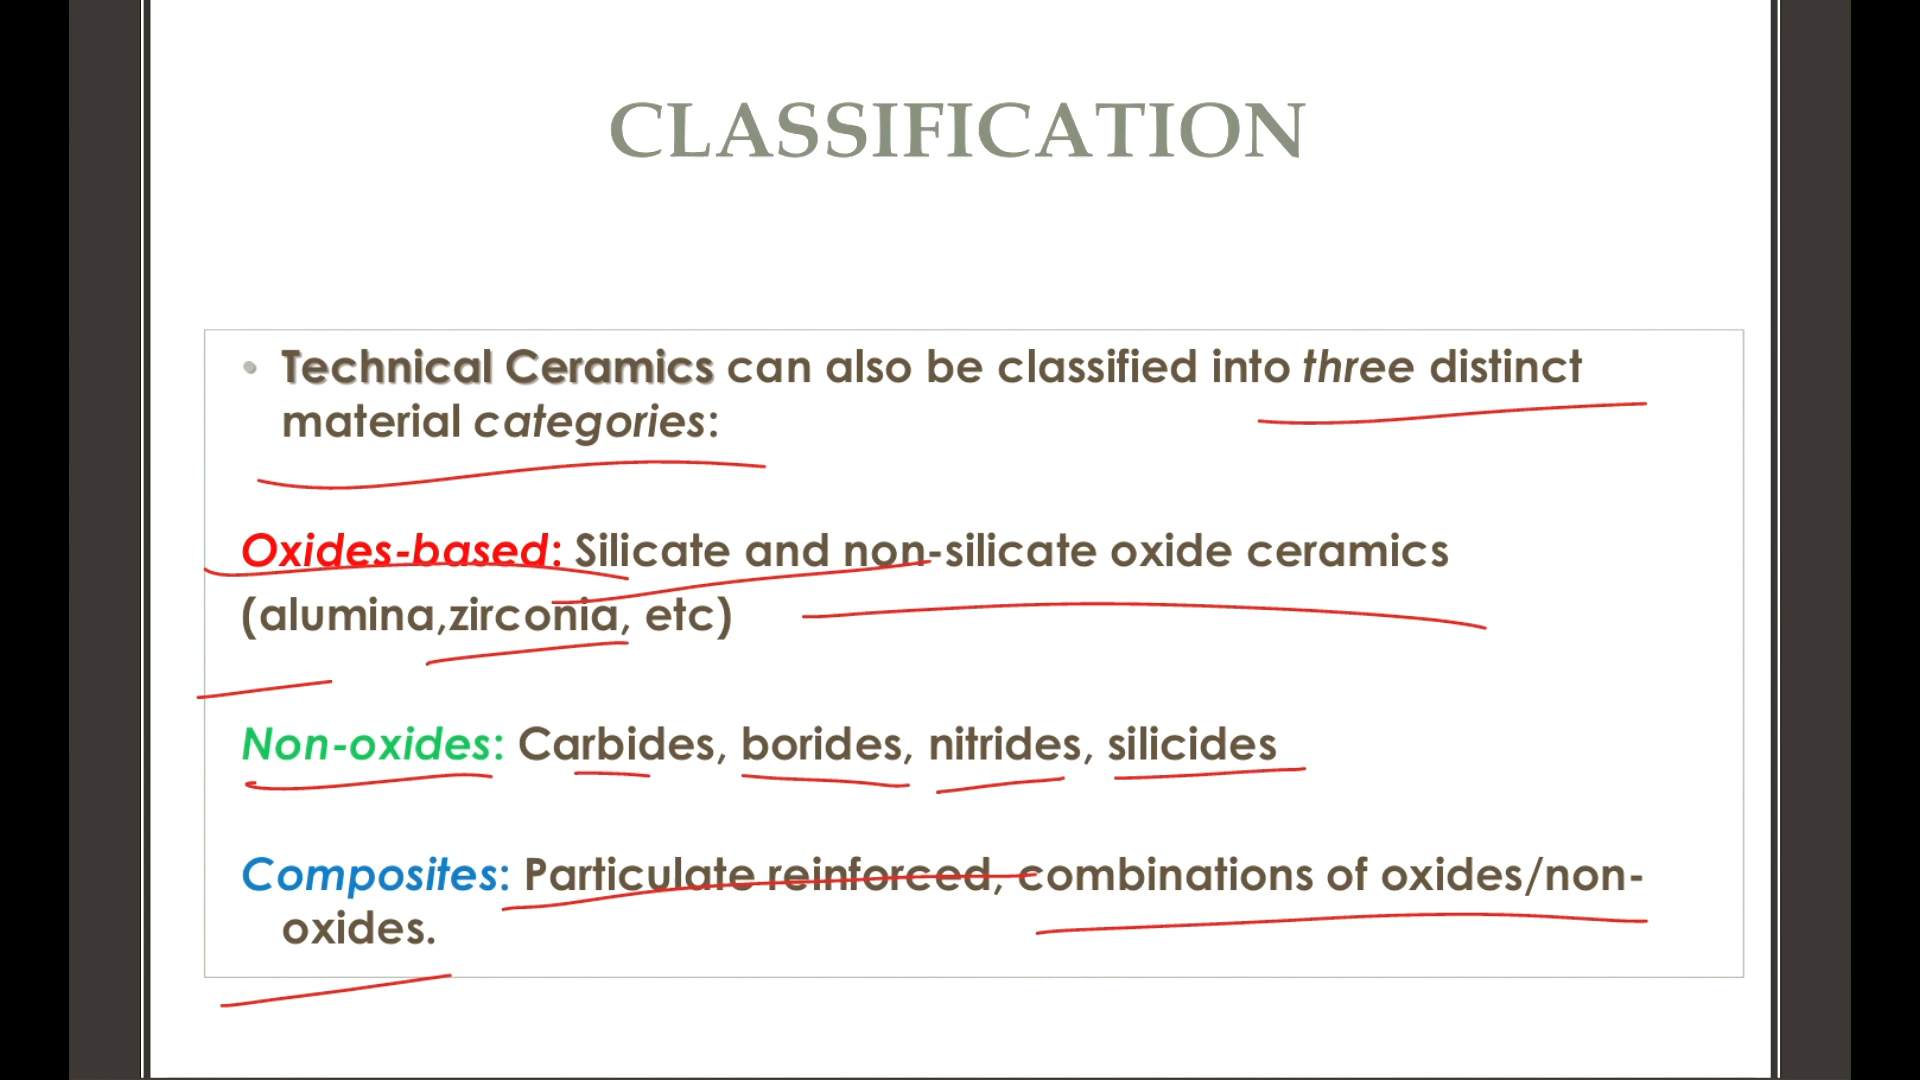 CLASSIFICATION
• Technical Ceramics can also be classified into three distinct
material categories:
Oxides-based: Silicate and non-silicate oxide ceramics
(alumina,zirconia, etc)
Non-oxides: Carbides, borides, nitrides, silicides
Composites: Particulate reinforced, combinations of oxides/non-
oxides.